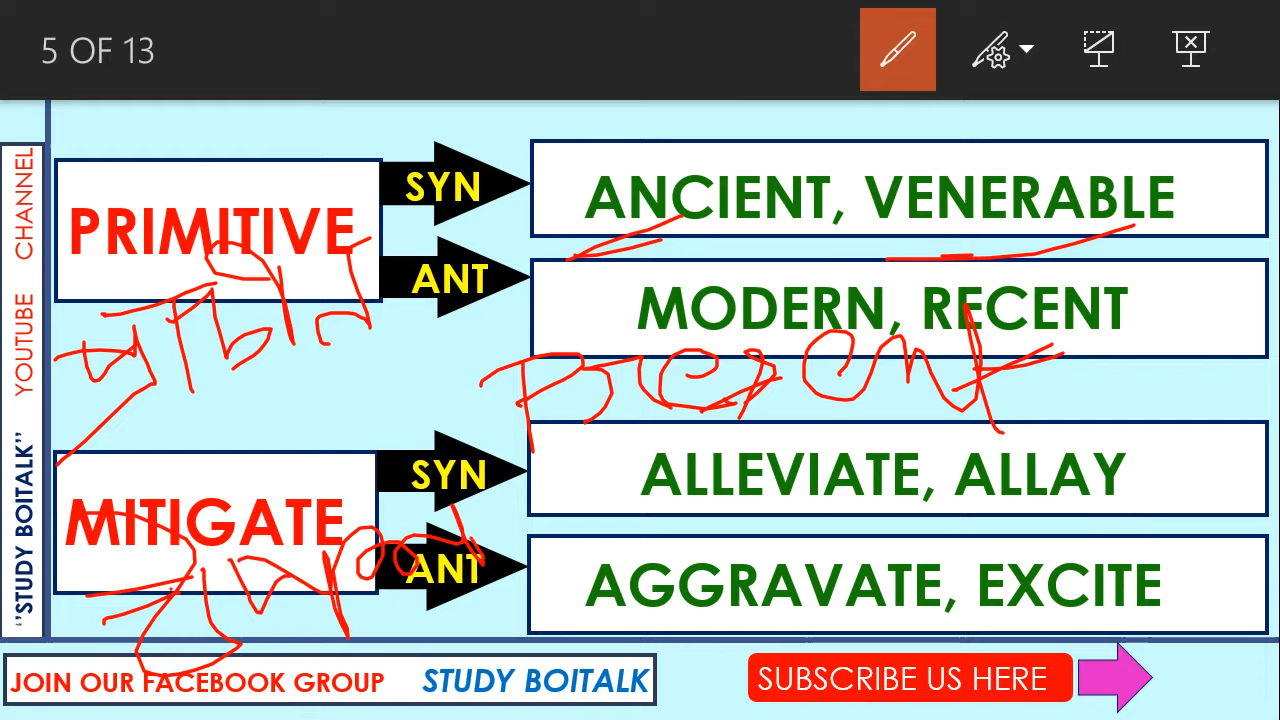 5 OF 13
PRIMITIVE
SYN
ANCIENT, VENERABLE
ANT
MODERN, RECENT
Present
MITIGATE
SYN
ALLEVIATE, ALLAY
ANT
AGGRAVATE, EXCITE
"STUDY BOITALK" YOUTUBE CHANNEL
JOIN OUR FACEBOOK GROUP STUDY BOITALK
SUBSCRIBE US HERE